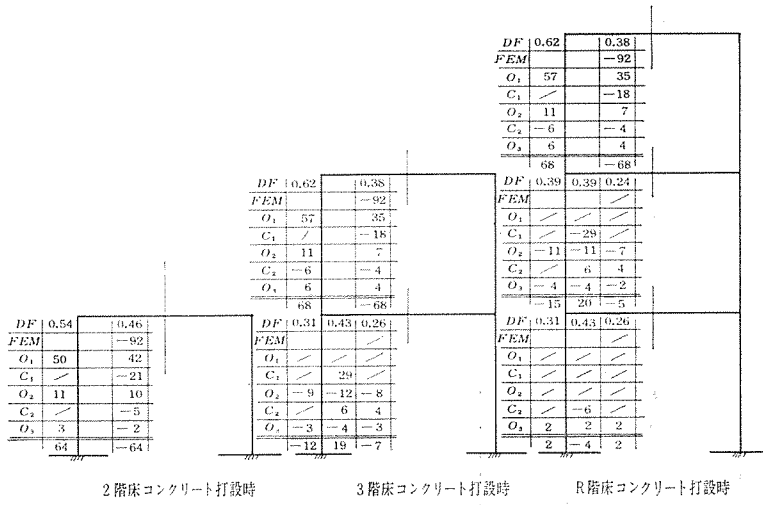 DF 0.62 0.38
FEM -92
O₁ 57 35
C₁ / -18
O₂ 11 7
C₂ -6 -4
O₃ 6 4
68 -68
DF 0.39 0.39 0.24
FEM /
O₁ / / /
C₁ / -29 /
O₂ -11 -11 -7
C₂ / 6 4
O₃ -4 -4 -2
-15 20 -5
DF 0.31 0.43 0.26
FEM /
O₁ / / /
C₁ / / /
O₂ / / /
C₂ / -6 /
O₃ 2 2 2
2 -4 2
DF 0.62 0.38
FEM -92
O₁ 57 35
C₁ / -18
O₂ 11 7
C₂ -6 -4
O₃ 6 4
68 -68
DF 0.31 0.43 0.26
FEM /
O₁ / / /
C₁ / 29 /
O₂ -9 -12 -8
C₂ / 6 4
O₃ -3 -4 -3
-12 19 -7
DF 0.54 0.46
FEM -92
O₁ 50 42
C₁ / -21
O₂ 11 10
C₂ / -5
O₃ 3 -2
64 -64
2階床コンクリート打設時
3階床コンクリート打設時
R階床コンクリート打設時